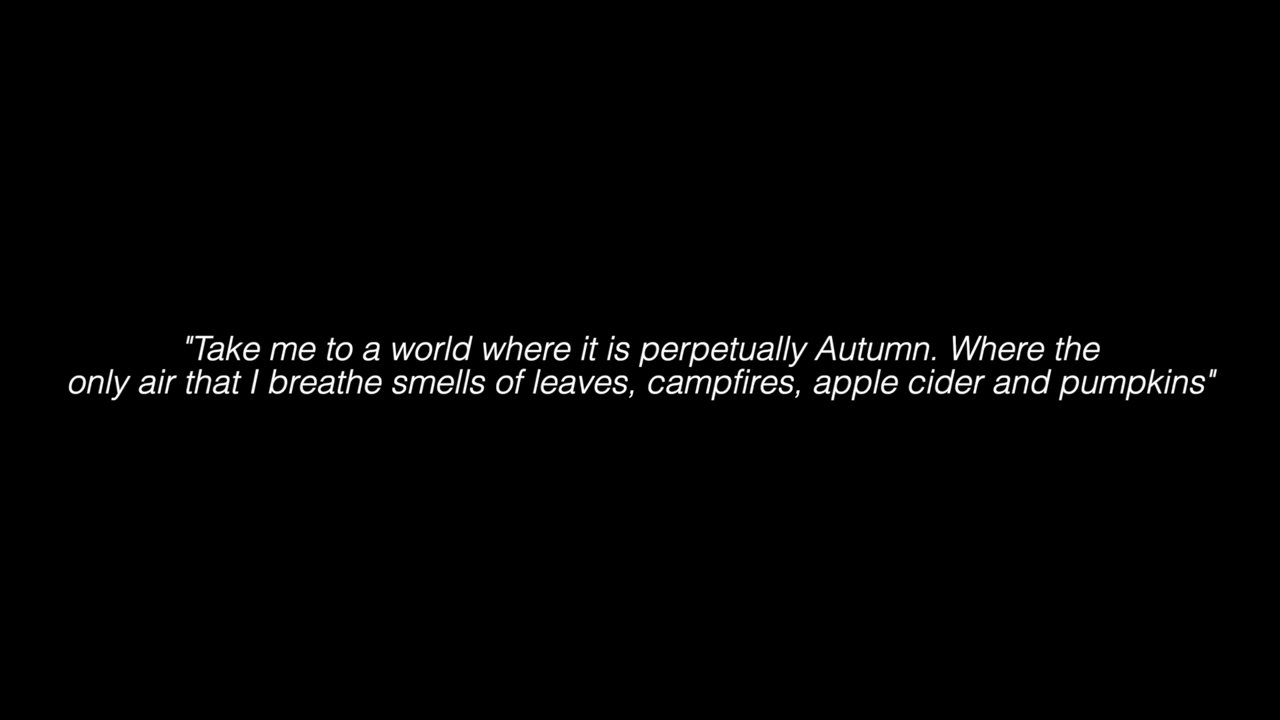 "Take me to a world where it is perpetually Autumn. Where the
only air that I breathe smells of leaves, campfires, apple cider and pumpkins"